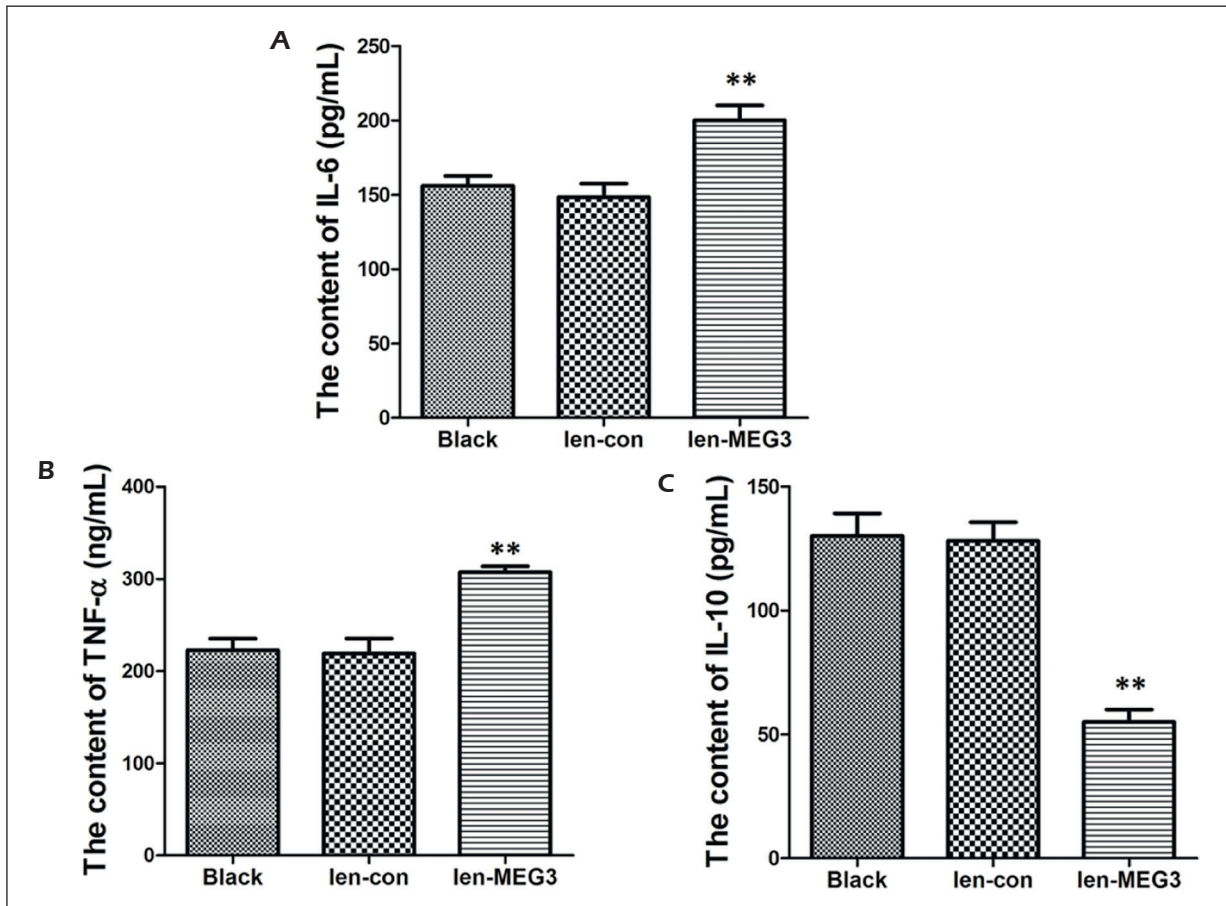 A
The content of IL-6 (pg/mL)
250
200
150
100
50
0
**
Black len-con len-MEG3
B
The content of TNF-α (ng/mL)
400
300
200
100
0
**
Black len-con len-MEG3
C
The content of IL-10 (pg/mL)
150
100
50
0
**
Black len-con len-MEG3